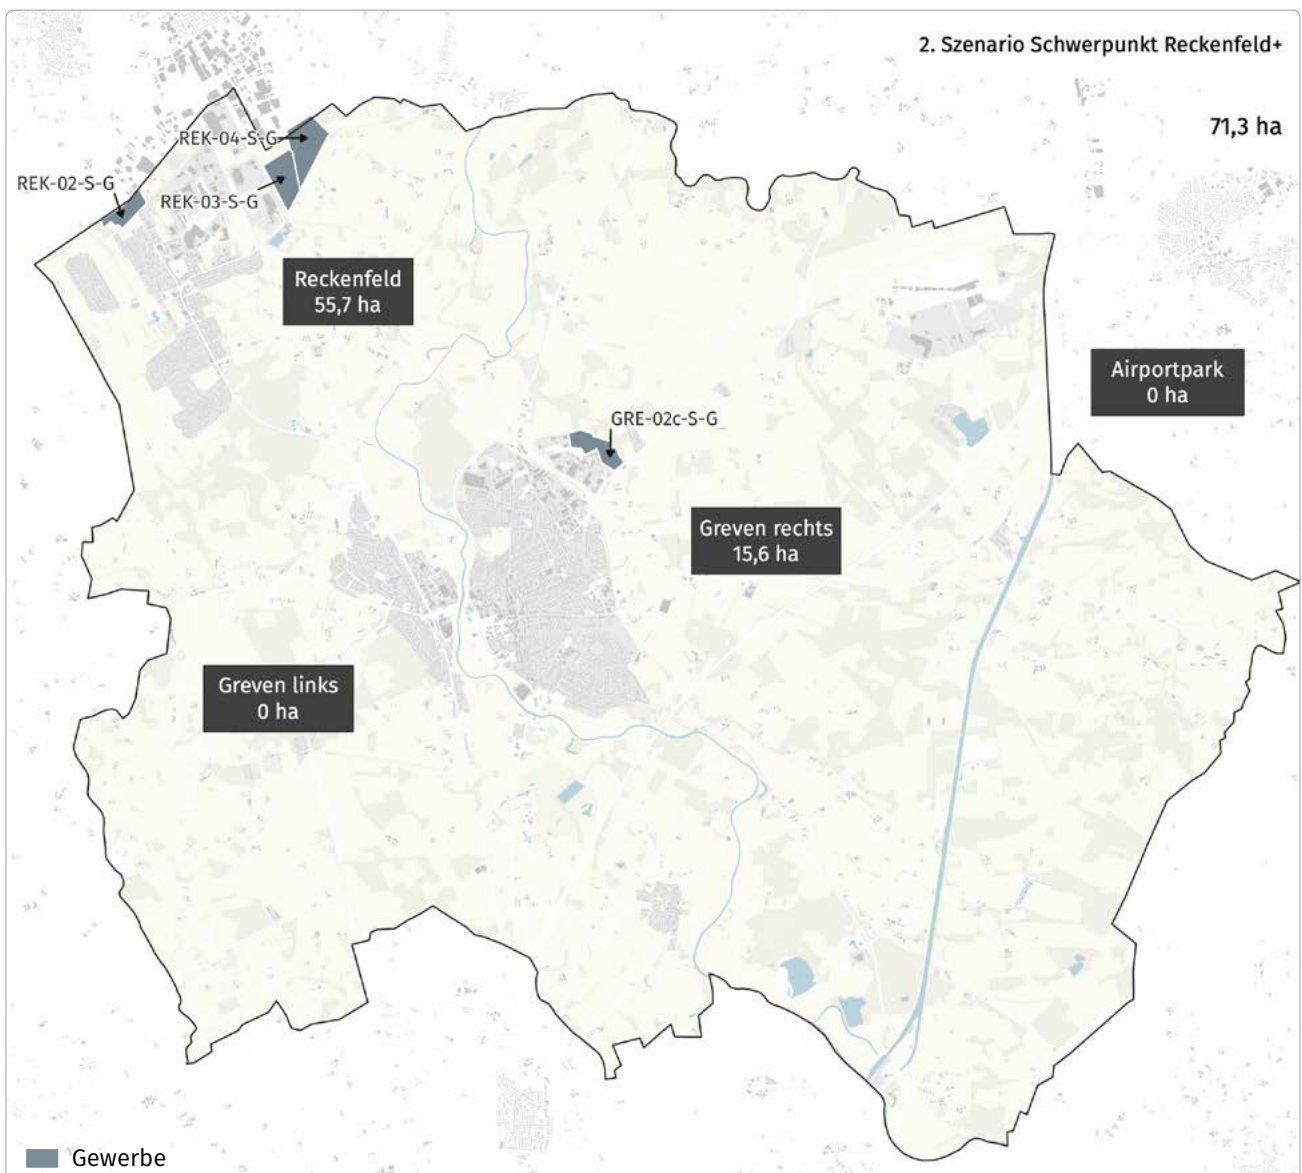 2. Szenario Schwerpunkt Reckenfeld+
71,3 ha
REK-04-S-G
REK-02-S-G
REK-03-S-G
Reckenfeld
55,7 ha
Airportpark
0 ha
GRE-02c-S-G
Greven rechts
15,6 ha
Greven links
0 ha
Gewerbe